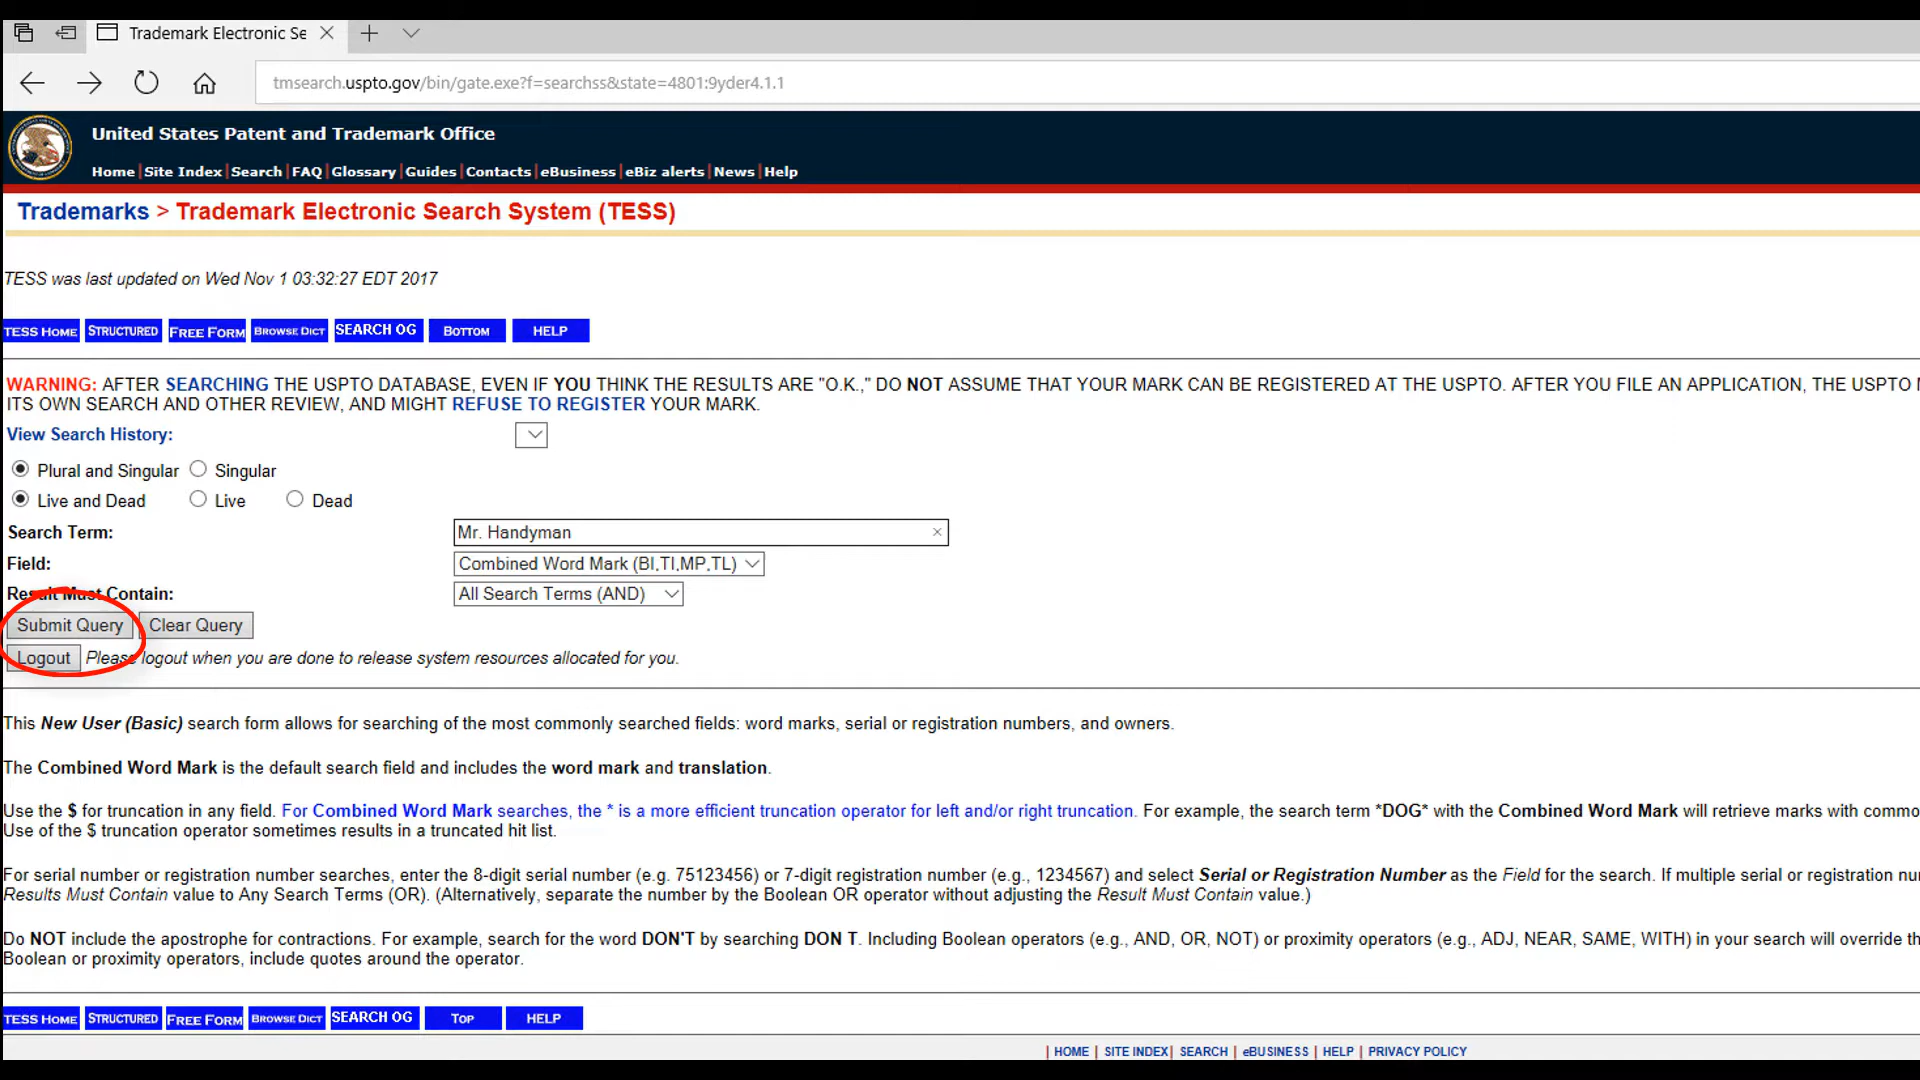 Trademark Electronic Se
tmsearch.uspto.gov/bin/gate.exe?f=searchss&state=4801:9yder4.1.1
United States Patent and Trademark Office
Home | Site Index | Search | FAQ | Glossary | Guides | Contacts | eBusiness | eBiz alerts | News | Help
Trademarks > Trademark Electronic Search System (TESS)
TESS was last updated on Wed Nov 1 03:32:27 EDT 2017
TESS HOME STRUCTURED FREE FORM BROWSE DICT SEARCH OG BOTTOM HELP
WARNING: AFTER SEARCHING THE USPTO DATABASE, EVEN IF YOU THINK THE RESULTS ARE "O.K.," DO NOT ASSUME THAT YOUR MARK CAN BE REGISTERED AT THE USPTO. AFTER YOU FILE AN APPLICATION, THE USPTO
ITS OWN SEARCH AND OTHER REVIEW, AND MIGHT REFUSE TO REGISTER YOUR MARK.
View Search History:
Plural and Singular Singular
Live and Dead Live Dead
Search Term: Mr. Handyman
Field: Combined Word Mark (BI,TI,MP,TL)
Result Must Contain: All Search Terms (AND)
Submit Query Clear Query
Logout Please logout when you are done to release system resources allocated for you.
This New User (Basic) search form allows for searching of the most commonly searched fields: word marks, serial or registration numbers, and owners.
The Combined Word Mark is the default search field and includes the word mark and translation.
Use the $ for truncation in any field. For Combined Word Mark searches, the * is a more efficient truncation operator for left and/or right truncation. For example, the search term *DOG* with the Combined Word Mark will retrieve marks with commo
Use of the $ truncation operator sometimes results in a truncated hit list.
For serial number or registration number searches, enter the 8-digit serial number (e.g. 75123456) or 7-digit registration number (e.g., 1234567) and select Serial or Registration Number as the Field for the search. If multiple serial or registration nu
Results Must Contain value to Any Search Terms (OR). (Alternatively, separate the number by the Boolean OR operator without adjusting the Result Must Contain value.)
Do NOT include the apostrophe for contractions. For example, search for the word DON'T by searching DON T. Including Boolean operators (e.g., AND, OR, NOT) or proximity operators (e.g., ADJ, NEAR, SAME, WITH) in your search will override th
Boolean or proximity operators, include quotes around the operator.
TESS HOME STRUCTURED FREE FORM BROWSE DICT SEARCH OG TOP HELP
| HOME | SITE INDEX | SEARCH | eBUSINESS | HELP | PRIVACY POLICY